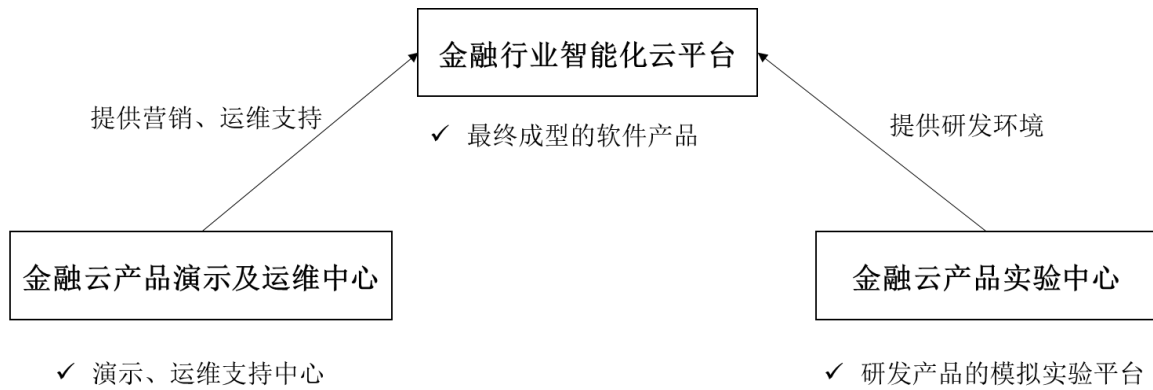 金融行业智能化云平台
提供营销、运维支持
✓ 最终成型的软件产品
提供研发环境
金融云产品演示及运维中心
金融云产品实验中心
✓ 演示、运维支持中心
✓ 研发产品的模拟实验平台